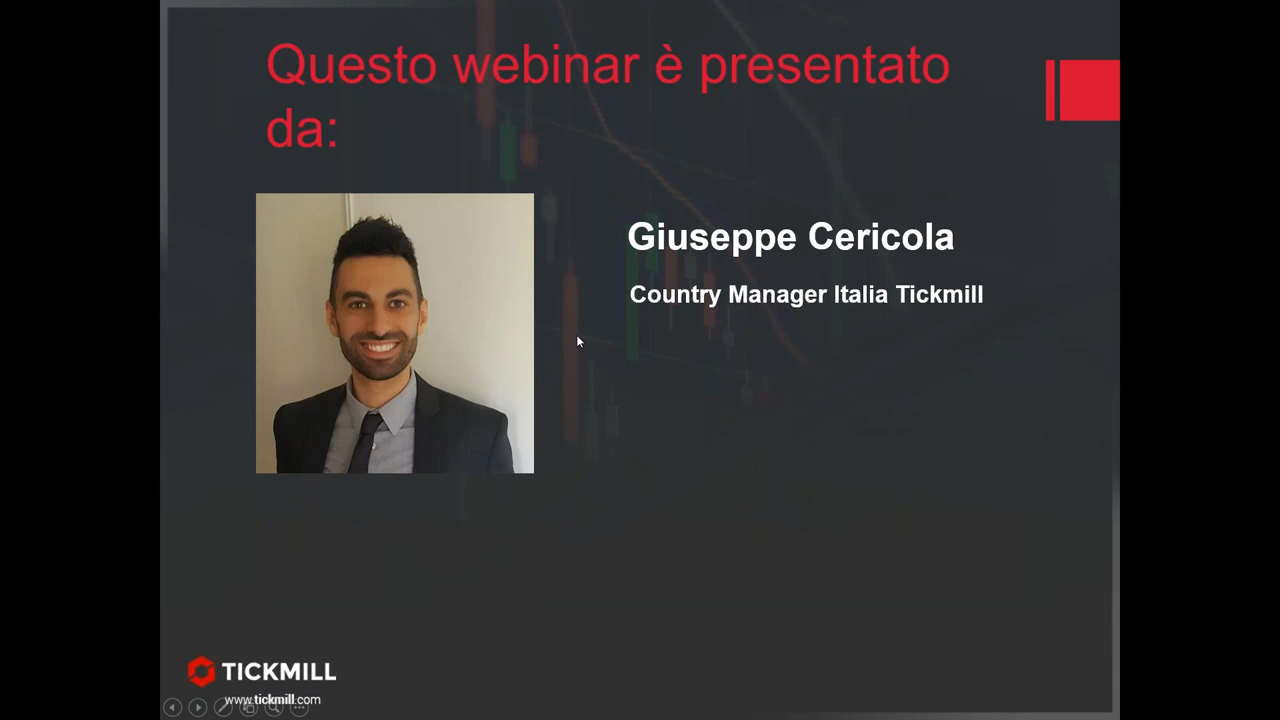 Questo webinar è presentato
da:
Giuseppe Cericola
Country Manager Italia Tickmill
TICKMILL
www.tickmill.com